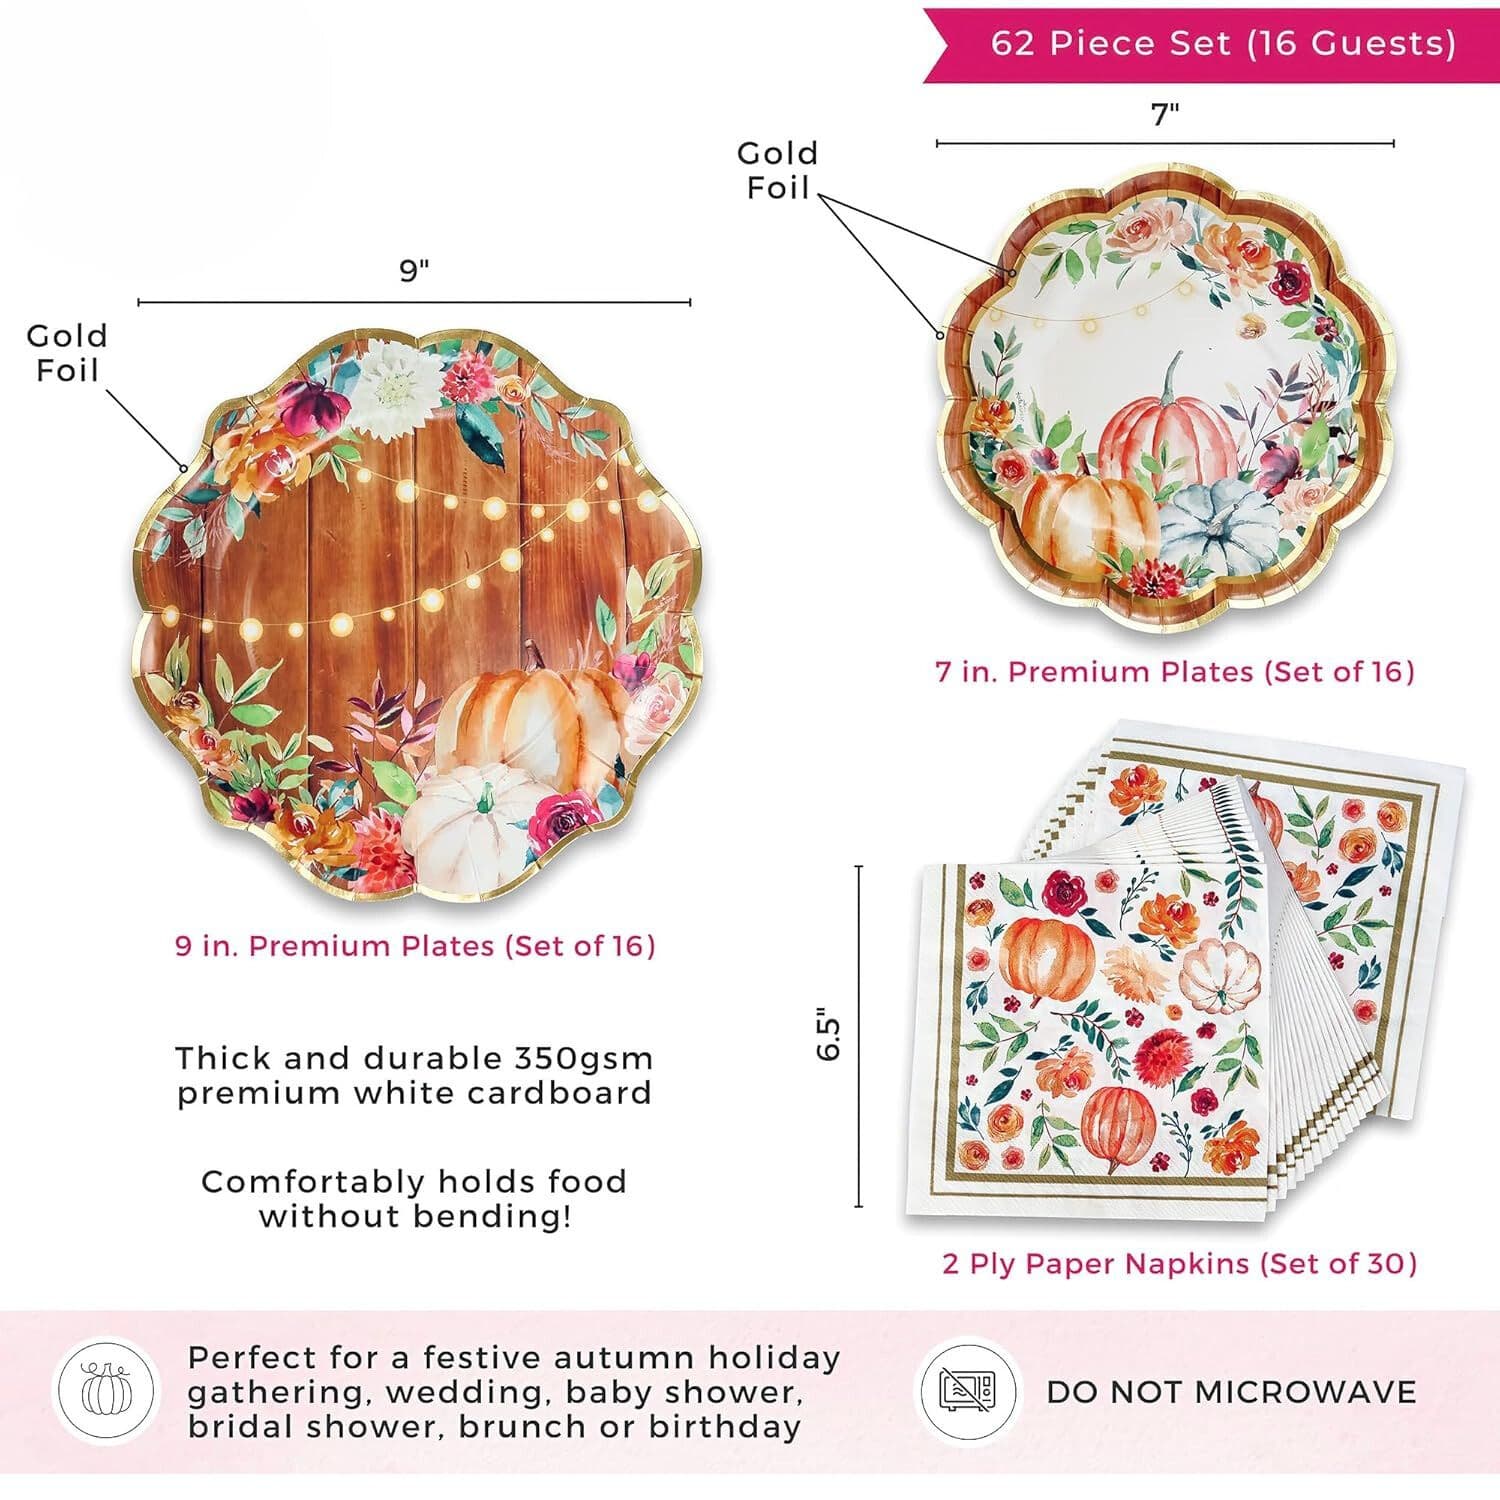 62 Piece Set (16 Guests)
7"
Gold
Foil
9"
Gold
Foil
7 in. Premium Plates (Set of 16)
9 in. Premium Plates (Set of 16)
6.5"
Thick and durable 350gsm
premium white cardboard
Comfortably holds food
without bending!
2 Ply Paper Napkins (Set of 30)
Perfect for a festive autumn holiday
gathering, wedding, baby shower,
bridal shower, brunch or birthday
DO NOT MICROWAVE